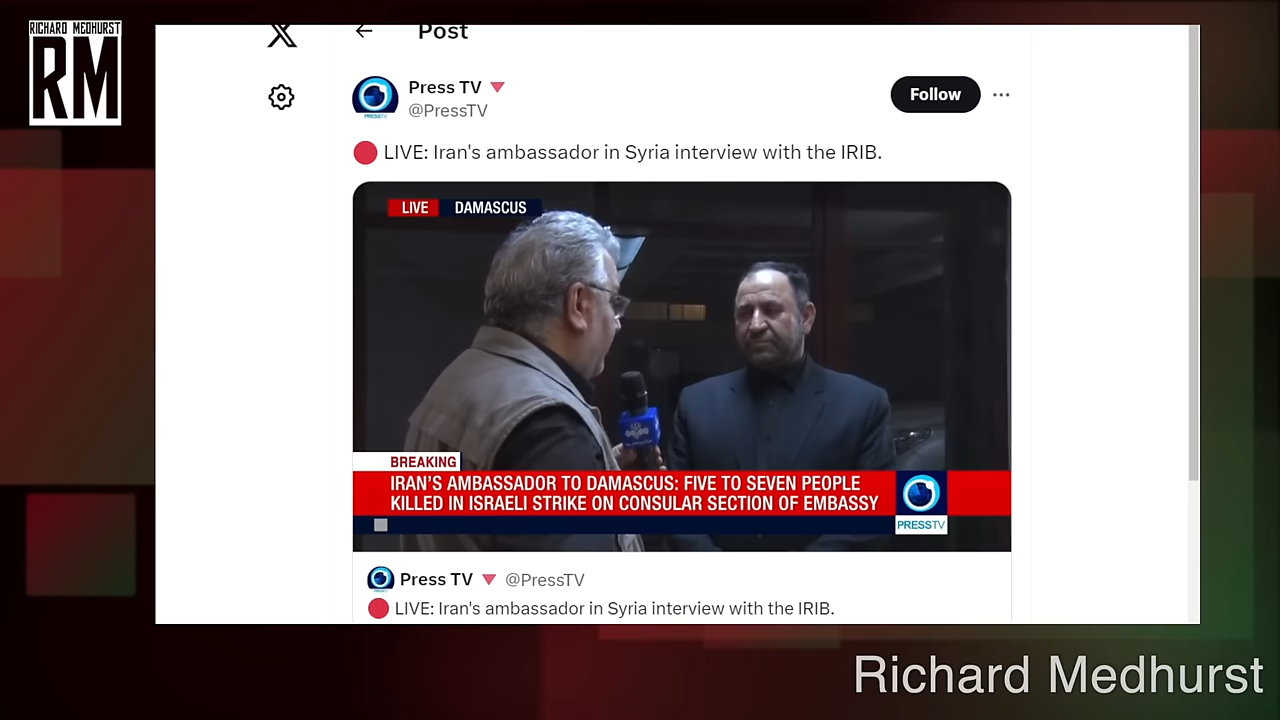 RICHARD MEDHURST
RM
Post
Press TV
@PressTV
Follow
LIVE: Iran's ambassador in Syria interview with the IRIB.
LIVE DAMASCUS
BREAKING
IRAN'S AMBASSADOR TO DAMASCUS: FIVE TO SEVEN PEOPLE
KILLED IN ISRAELI STRIKE ON CONSULAR SECTION OF EMBASSY
PRESSTV
Press TV @PressTV
LIVE: Iran's ambassador in Syria interview with the IRIB.
Richard Medhurst